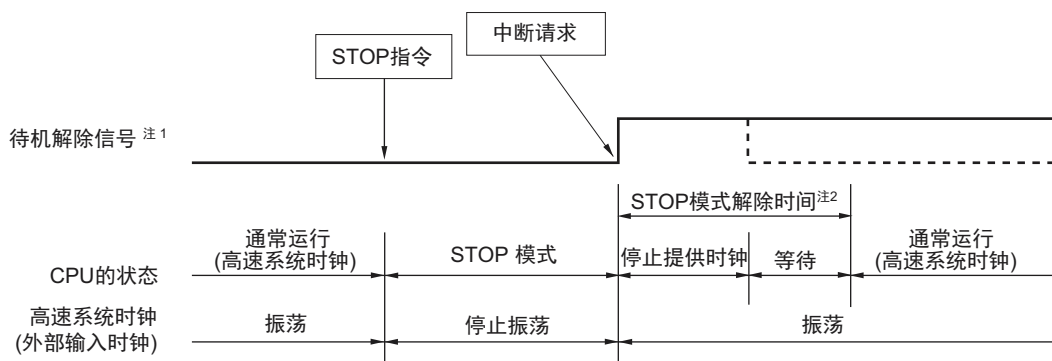 中断请求
STOP指令
待机解除信号 注1
STOP模式解除时间注2
通常运行
(高速系统时钟)
STOP 模式
停止提供时钟
等待
通常运行
(高速系统时钟)
CPU的状态
高速系统时钟
(外部输入时钟)
振荡
停止振荡
振荡